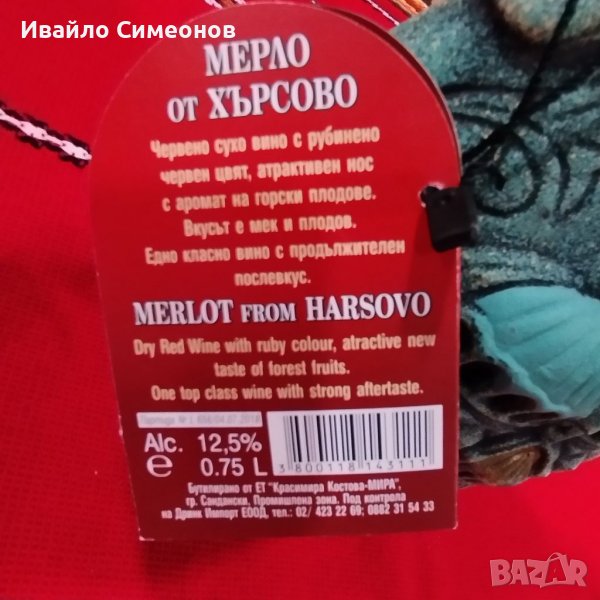 Ивайло Симеонов
МЕРЛО
от ХЪРСОВО
Червено сухо вино с рубинено
червен цвят, атрактивен нос
с аромат на горски плодове.
Вкусът е мек и плодов.
Едно класно вино с продължителен
послевкус.
MERLOT FROM HARSOVO
Dry Red Wine with ruby colour, atractive new
taste of forest fruits.
One top class wine with strong aftertaste.
Партида №
Alc. 12,5%
e 0.75 L
3 800118 143111
Бутилирано от ЕТ "Красимира Костова-МИРА",
гр. Сандански, Промишлена зона. Под контрола
на Дринк Импорт ЕООД, тел.: 02/ 423 22 69; 0882 31 54 33
BAZAR